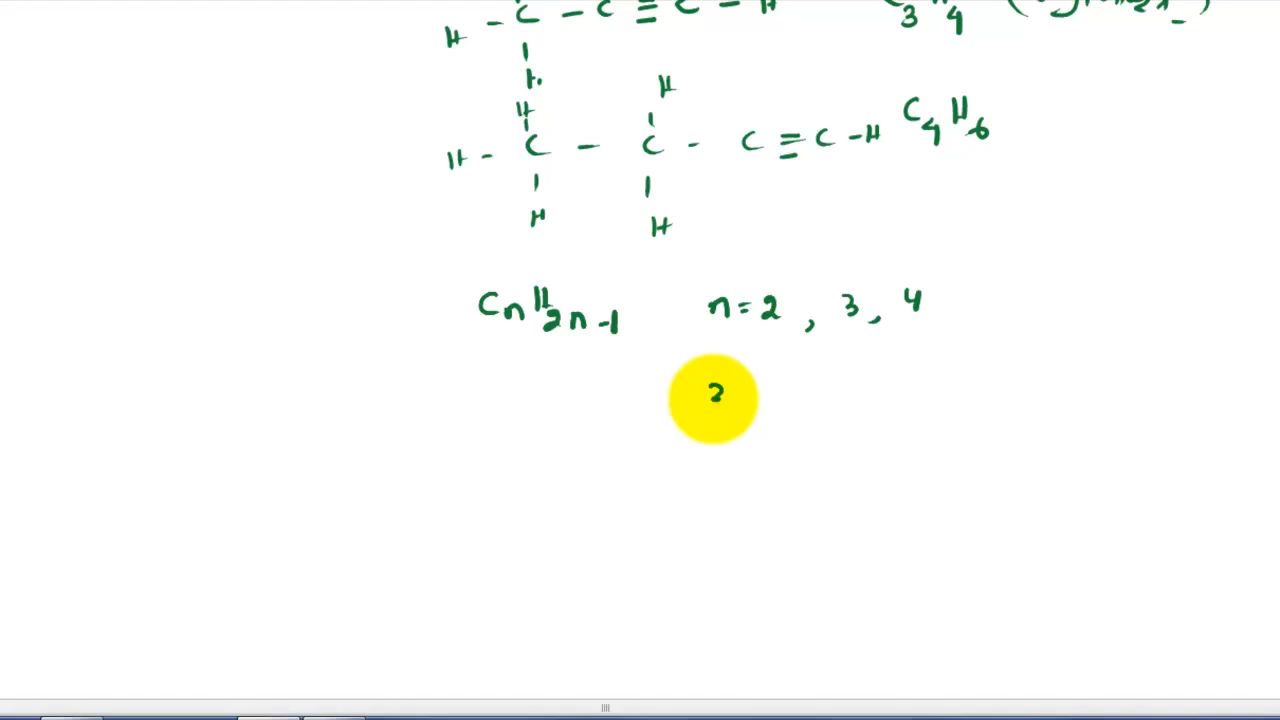 H - C - C ≡ C - H C3H4
H
H H
H - C - C - C ≡ C - H C4H6
H H
CnH2n-1 n = 2 , 3 , 4
2